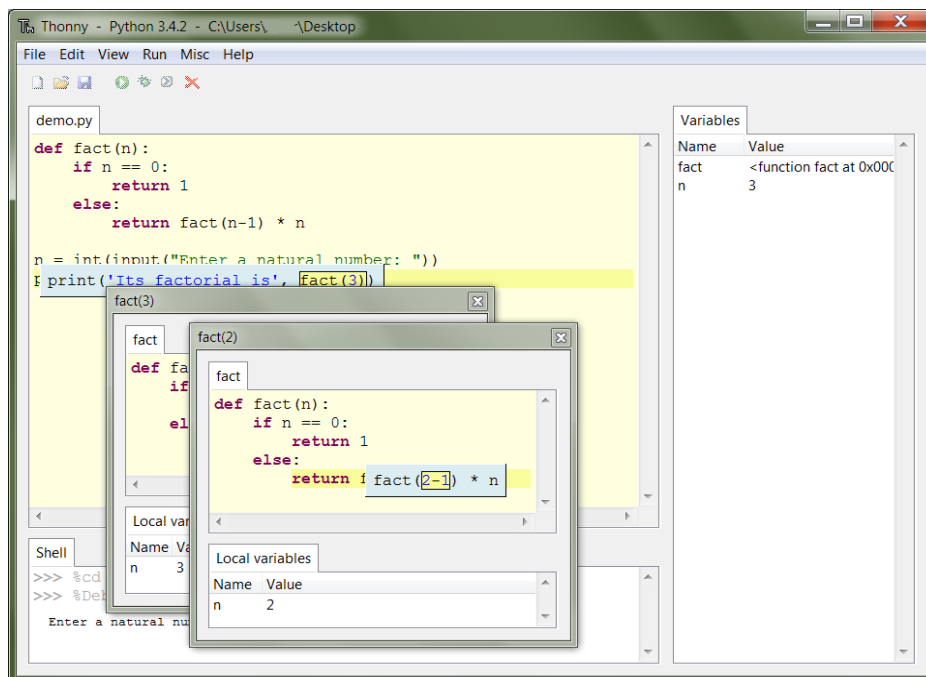 Thonny - Python 3.4.2 - C:\Users\ \Desktop
File Edit View Run Misc Help
demo.py
def fact(n):
    if n == 0:
        return 1
    else:
        return fact(n-1) * n
n = int(input("Enter a natural number: "))
print('Its factorial is', fact(3))
Variables
Name Value
fact <function fact at 0x000
n 3
fact(3)
fact
def fa
if
el
Local var
Name Va
n 3
fact(2)
fact
def fact(n):
    if n == 0:
        return 1
    else:
        return f fact(2-1) * n
Local variables
Name Value
n 2
Shell
>>> %cd
>>> %Deb
Enter a natural nu